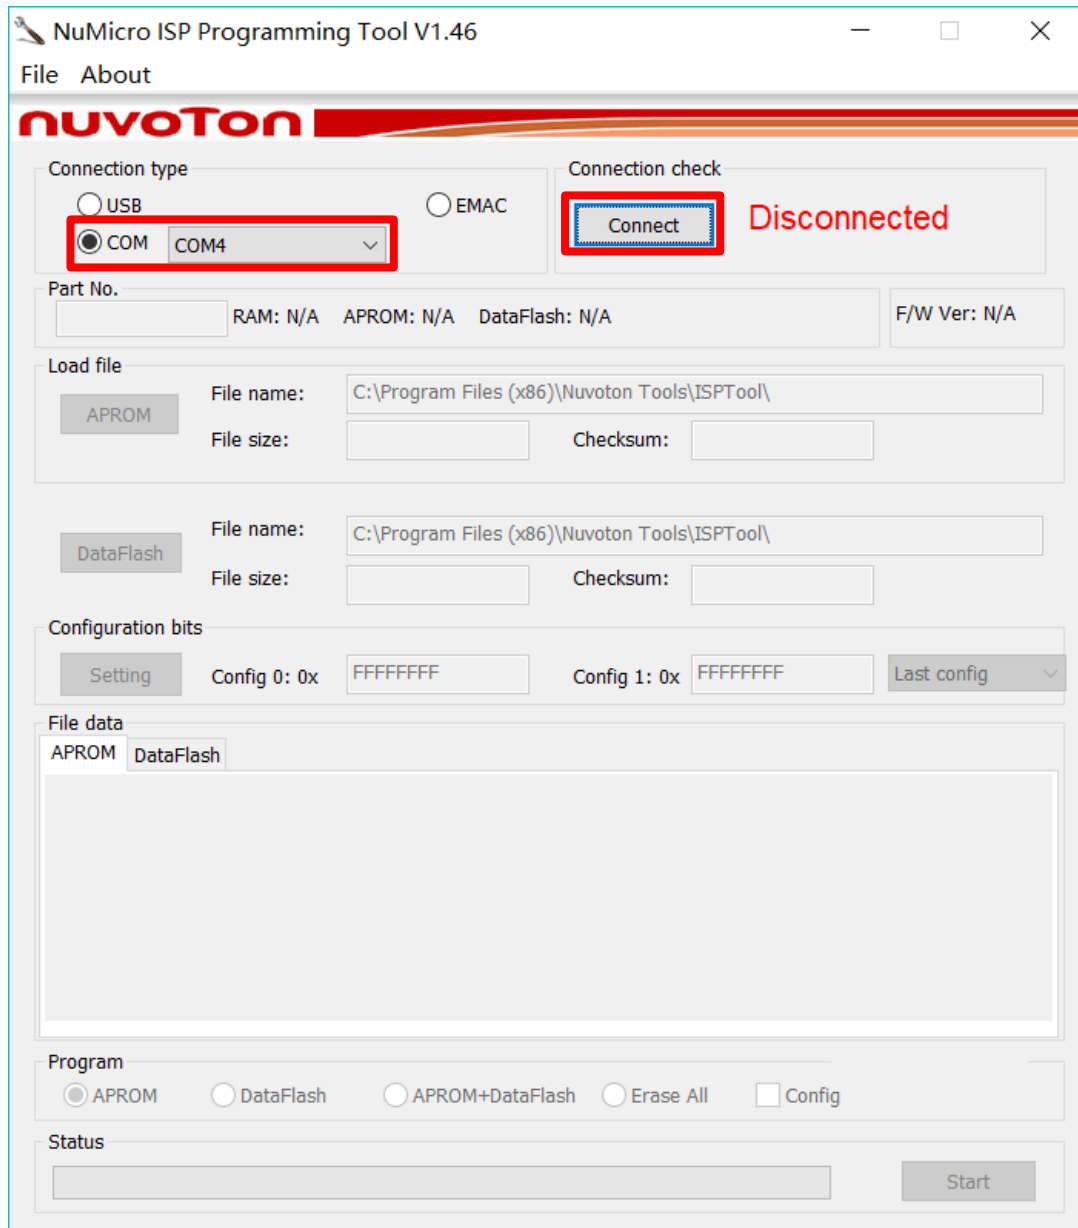 NuMicro ISP Programming Tool V1.46
File About
nuvoTon
Connection type
USB
EMAC
COM COM4
Connection check
Connect Disconnected
Part No.
RAM: N/A APROM: N/A DataFlash: N/A
F/W Ver: N/A
Load file
APROM
File name: C:\Program Files (x86)\Nuvoton Tools\ISPTool\
File size: Checksum:
DataFlash
File name: C:\Program Files (x86)\Nuvoton Tools\ISPTool\
File size: Checksum:
Configuration bits
Setting Config 0: 0x FFFFFFFF Config 1: 0x FFFFFFFF Last config
File data
APROM DataFlash
Program
APROM DataFlash APROM+DataFlash Erase All Config
Status
Start